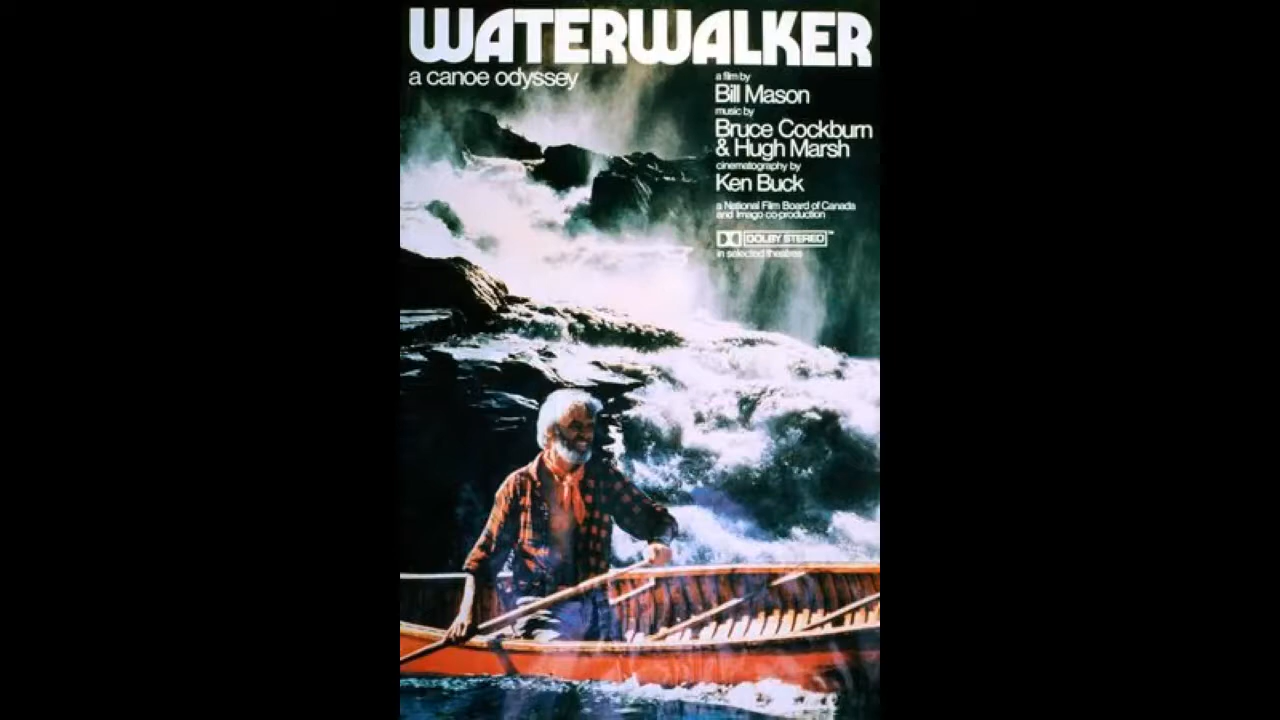 WATERWALKER
a canoe odyssey
a film by
Bill Mason
music by
Bruce Cockburn
& Hugh Marsh
cinematography by
Ken Buck
a National Film Board of Canada
and Imago co-production
DOLBY STEREO™
in selected theatres